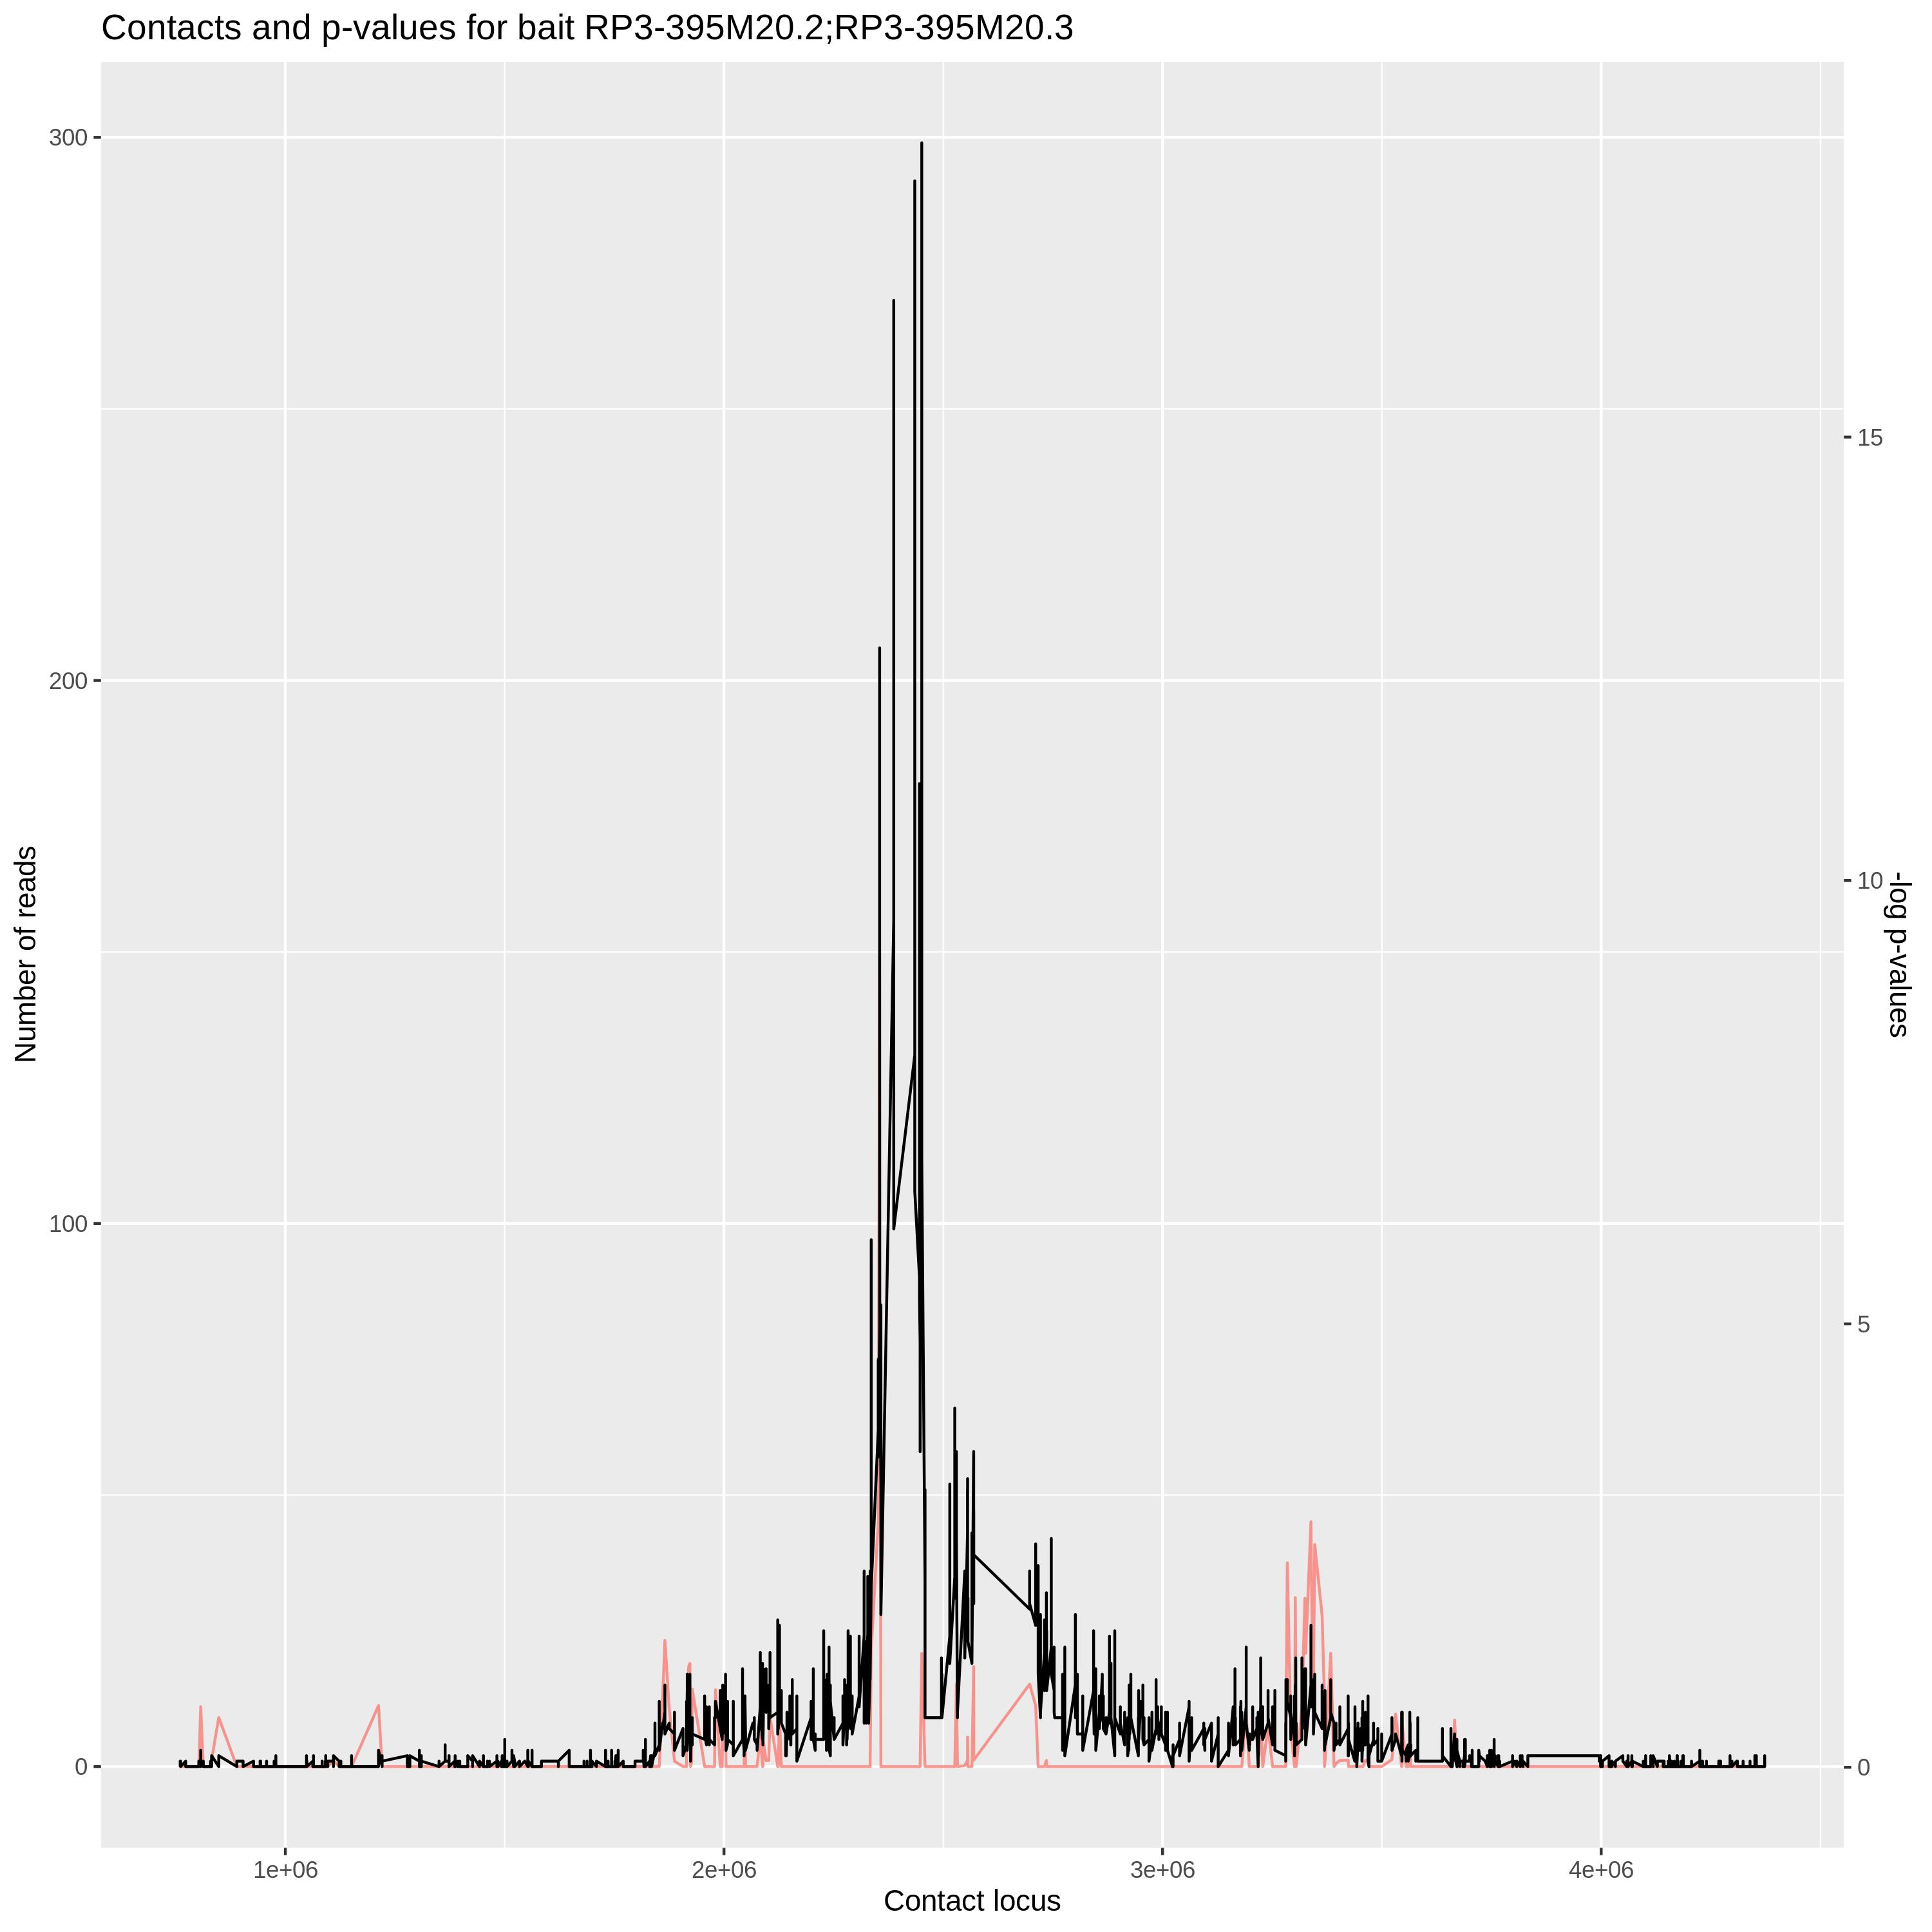 Contacts and p-values for bait RP3-395M20.2;RP3-395M20.3
300
200
100
0
Number of reads
15
10
5
0
-log p-values
1e+06
2e+06
3e+06
4e+06
Contact locus